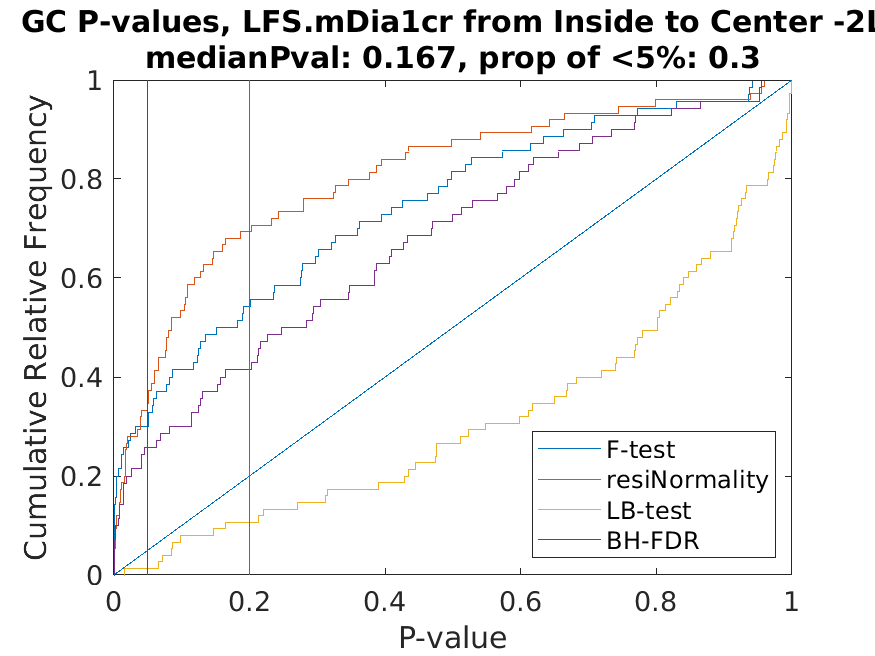 GC P-values, LFS.mDia1cr from Inside to Center -2L
medianPval: 0.167, prop of <5%: 0.3
Cumulative Relative Frequency
1
0.8
0.6
0.4
0.2
0
0 0.2 0.4 0.6 0.8 1
P-value
F-test
resiNormality
LB-test
BH-FDR